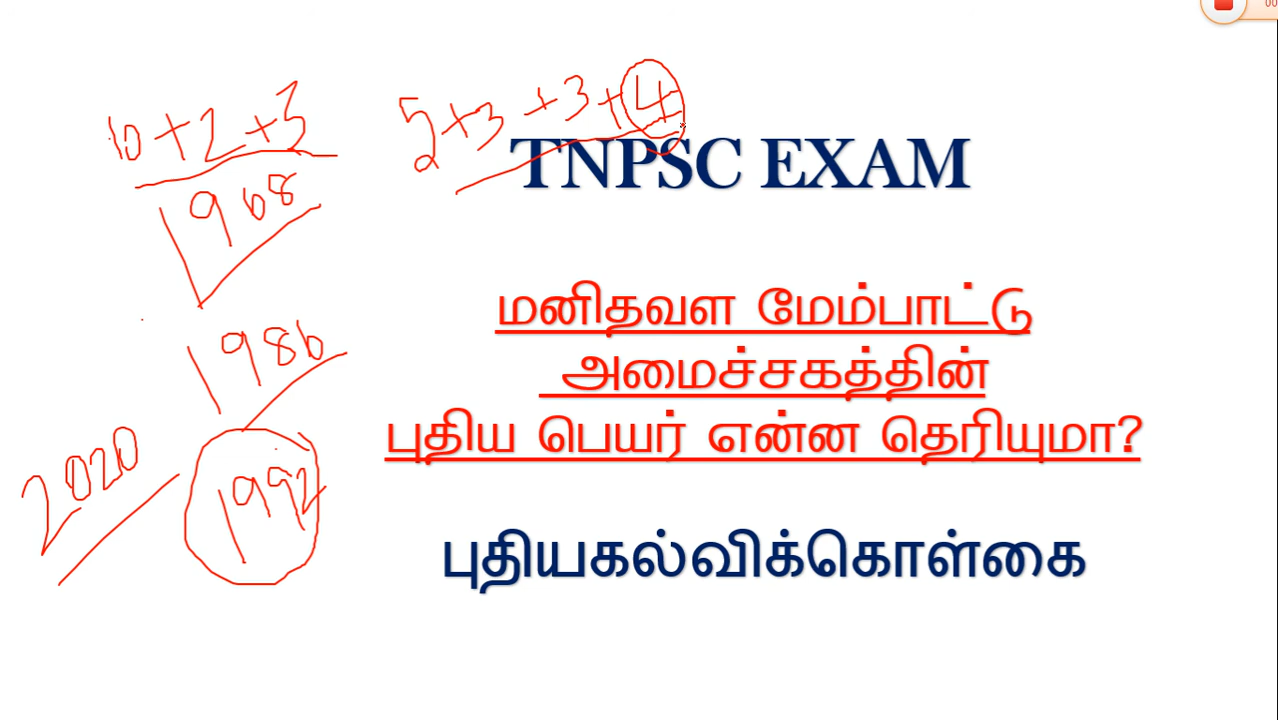 00
10+2+3
5+3+3+4
TNPSC EXAM
1968
மனிதவள மேம்பாட்டு
1986
அமைச்சகத்தின்
புதிய பெயர் என்ன தெரியுமா?
2020
1992
புதியகல்விக்கொள்கை